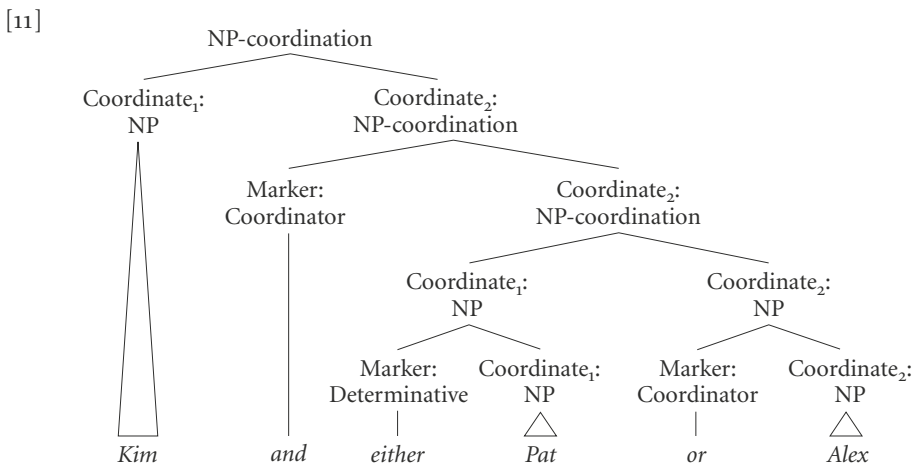 [11]
NP-coordination
Coordinate₁: Coordinate₂:
NP NP-coordination
Marker: Coordinate₂:
Coordinator NP-coordination
Coordinate₁: Coordinate₂:
NP NP
Marker: Coordinate₁: Marker: Coordinate₂:
Determinative NP Coordinator NP
Kim and either Pat or Alex